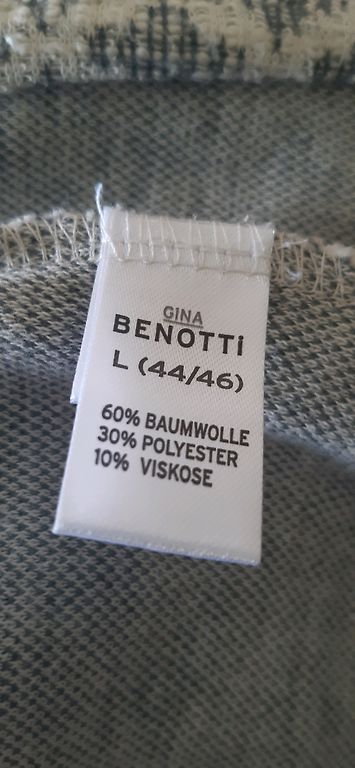 GINA
BENOTTi
L (44/46)
60% BAUMWOLLE
30% POLYESTER
10% VISKOSE